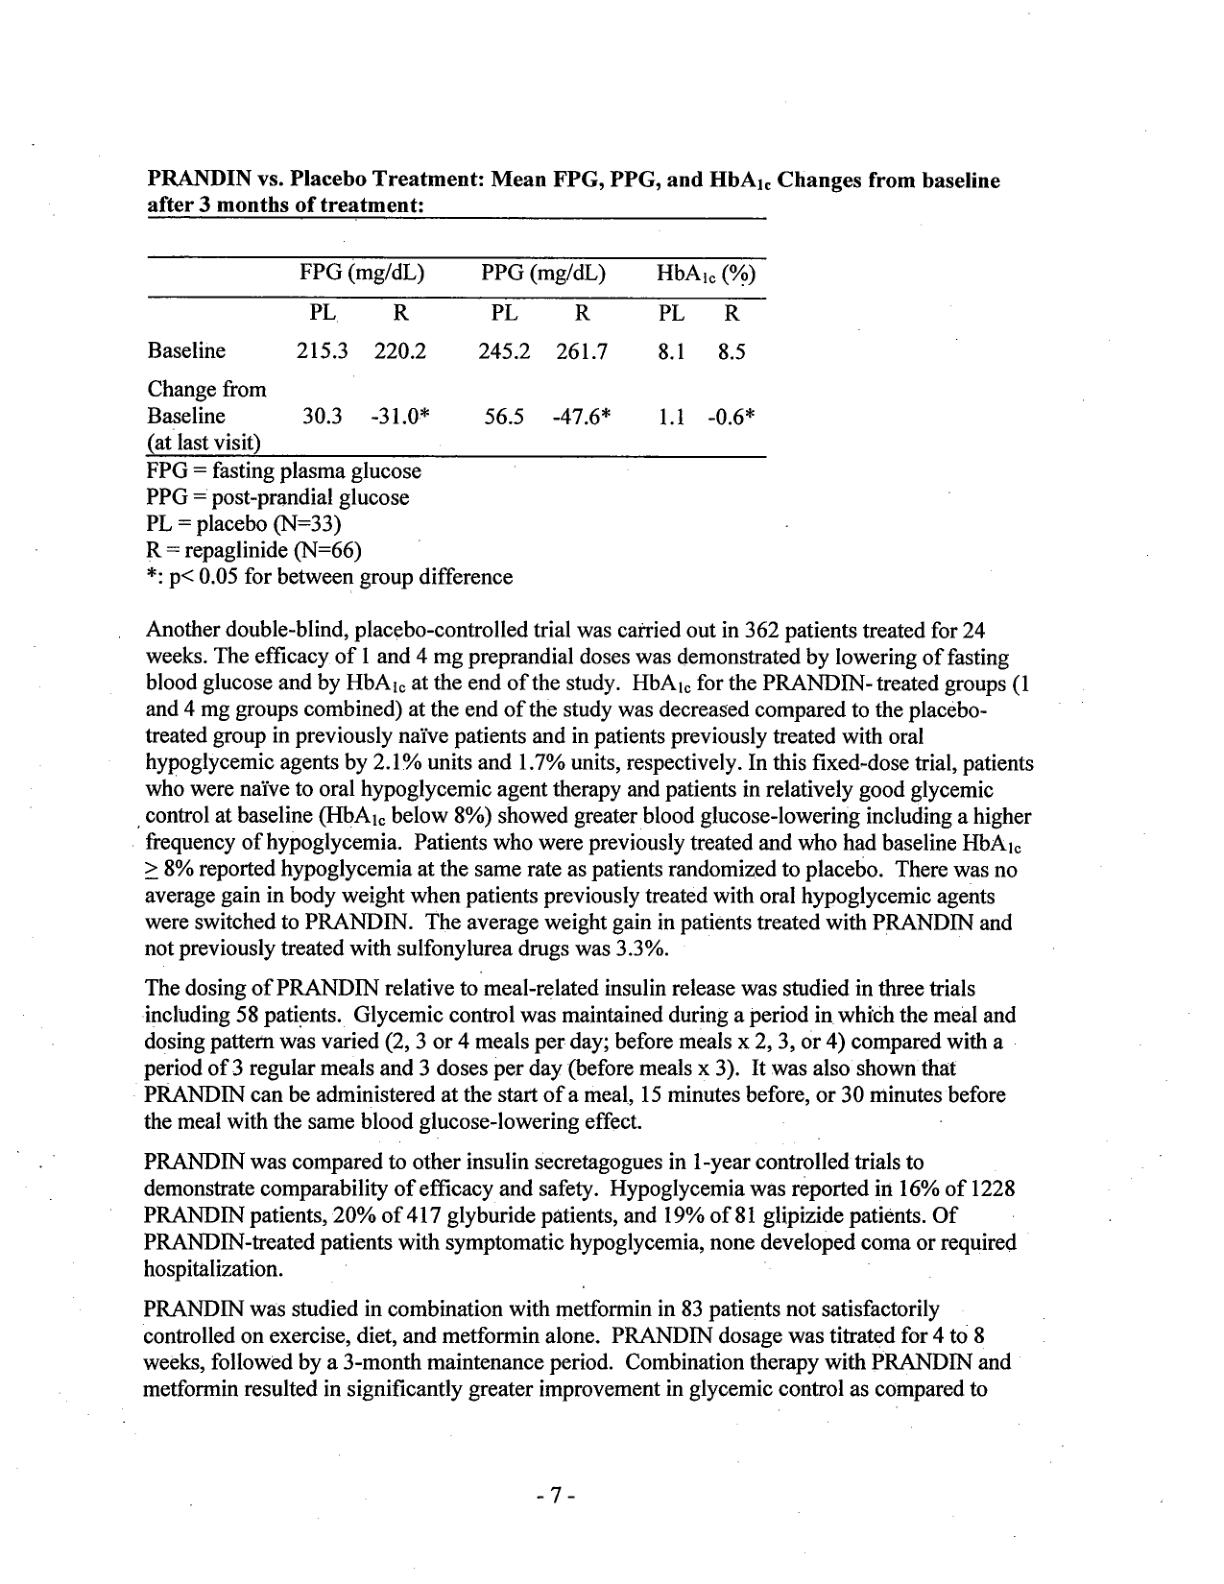 PRANDIN vs. Placebo Treatment: Mean FPG, PPG, and HbA1c Changes from baseline
after 3 months of treatment:
FPG (mg/dL) PPG (mg/dL) HbA1c (%)
PL R PL R PL R
Baseline 215.3 220.2 245.2 261.7 8.1 8.5
Change from
Baseline 30.3 -31.0* 56.5 -47.6* 1.1 -0.6*
(at last visit)
FPG = fasting plasma glucose
PPG = post-prandial glucose
PL = placebo (N=33)
R = repaglinide (N=66)
*: p< 0.05 for between group difference
Another double-blind, placebo-controlled trial was carried out in 362 patients treated for 24
weeks. The efficacy of 1 and 4 mg preprandial doses was demonstrated by lowering of fasting
blood glucose and by HbA1c at the end of the study. HbA1c for the PRANDIN- treated groups (1
and 4 mg groups combined) at the end of the study was decreased compared to the placebo-
treated group in previously naïve patients and in patients previously treated with oral
hypoglycemic agents by 2.1% units and 1.7% units, respectively. In this fixed-dose trial, patients
who were naïve to oral hypoglycemic agent therapy and patients in relatively good glycemic
control at baseline (HbA1c below 8%) showed greater blood glucose-lowering including a higher
frequency of hypoglycemia. Patients who were previously treated and who had baseline HbA1c
≥ 8% reported hypoglycemia at the same rate as patients randomized to placebo. There was no
average gain in body weight when patients previously treated with oral hypoglycemic agents
were switched to PRANDIN. The average weight gain in patients treated with PRANDIN and
not previously treated with sulfonylurea drugs was 3.3%.
The dosing of PRANDIN relative to meal-related insulin release was studied in three trials
including 58 patients. Glycemic control was maintained during a period in which the meal and
dosing pattern was varied (2, 3 or 4 meals per day; before meals x 2, 3, or 4) compared with a
period of 3 regular meals and 3 doses per day (before meals x 3). It was also shown that
PRANDIN can be administered at the start of a meal, 15 minutes before, or 30 minutes before
the meal with the same blood glucose-lowering effect.
PRANDIN was compared to other insulin secretagogues in 1-year controlled trials to
demonstrate comparability of efficacy and safety. Hypoglycemia was reported in 16% of 1228
PRANDIN patients, 20% of 417 glyburide patients, and 19% of 81 glipizide patients. Of
PRANDIN-treated patients with symptomatic hypoglycemia, none developed coma or required
hospitalization.
PRANDIN was studied in combination with metformin in 83 patients not satisfactorily
controlled on exercise, diet, and metformin alone. PRANDIN dosage was titrated for 4 to 8
weeks, followed by a 3-month maintenance period. Combination therapy with PRANDIN and
metformin resulted in significantly greater improvement in glycemic control as compared to
- 7 -